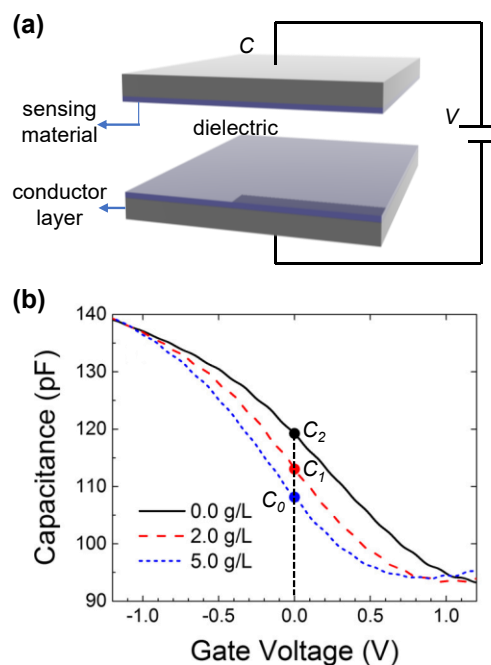 (a)
C
sensing
material
dielectric
V
conductor
layer
(b)
140
130
120
110
100
90
Capacitance (pF)
C2
C1
C0
0.0 g/L
2.0 g/L
5.0 g/L
-1.0
-0.5
0.0
0.5
1.0
Gate Voltage (V)